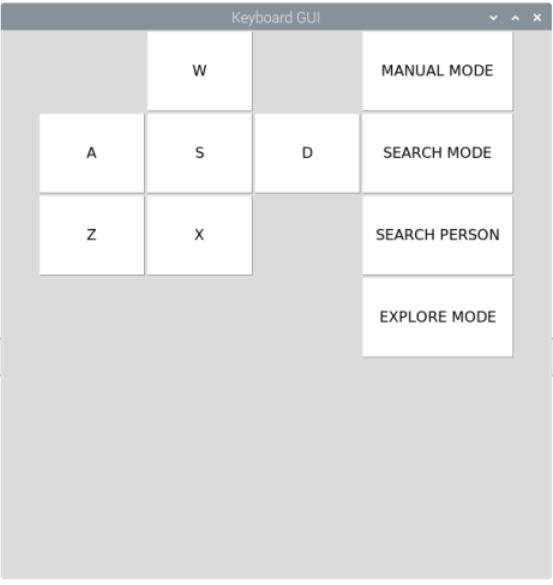 Keyboard GUI
W
MANUAL MODE
A
S
D
SEARCH MODE
Z
X
SEARCH PERSON
EXPLORE MODE